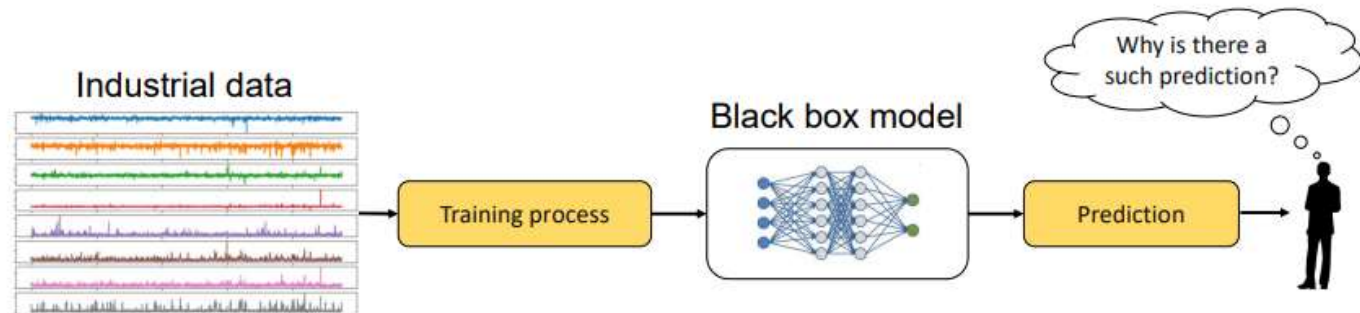 Why is there a
such prediction?
Industrial data
Black box model
Training process
Prediction